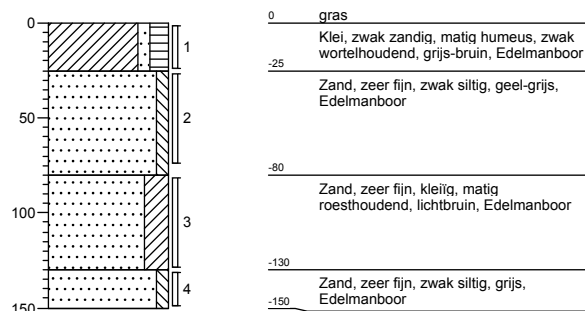 0
50
100
150
1
2
3
4
0 gras
Klei, zwak zandig, matig humeus, zwak
wortelhoudend, grijs-bruin, Edelmanboor
-25
Zand, zeer fijn, zwak siltig, geel-grijs,
Edelmanboor
-80
Zand, zeer fijn, kleiïg, matig
roesthoudend, lichtbruin, Edelmanboor
-130
Zand, zeer fijn, zwak siltig, grijs,
Edelmanboor
-150